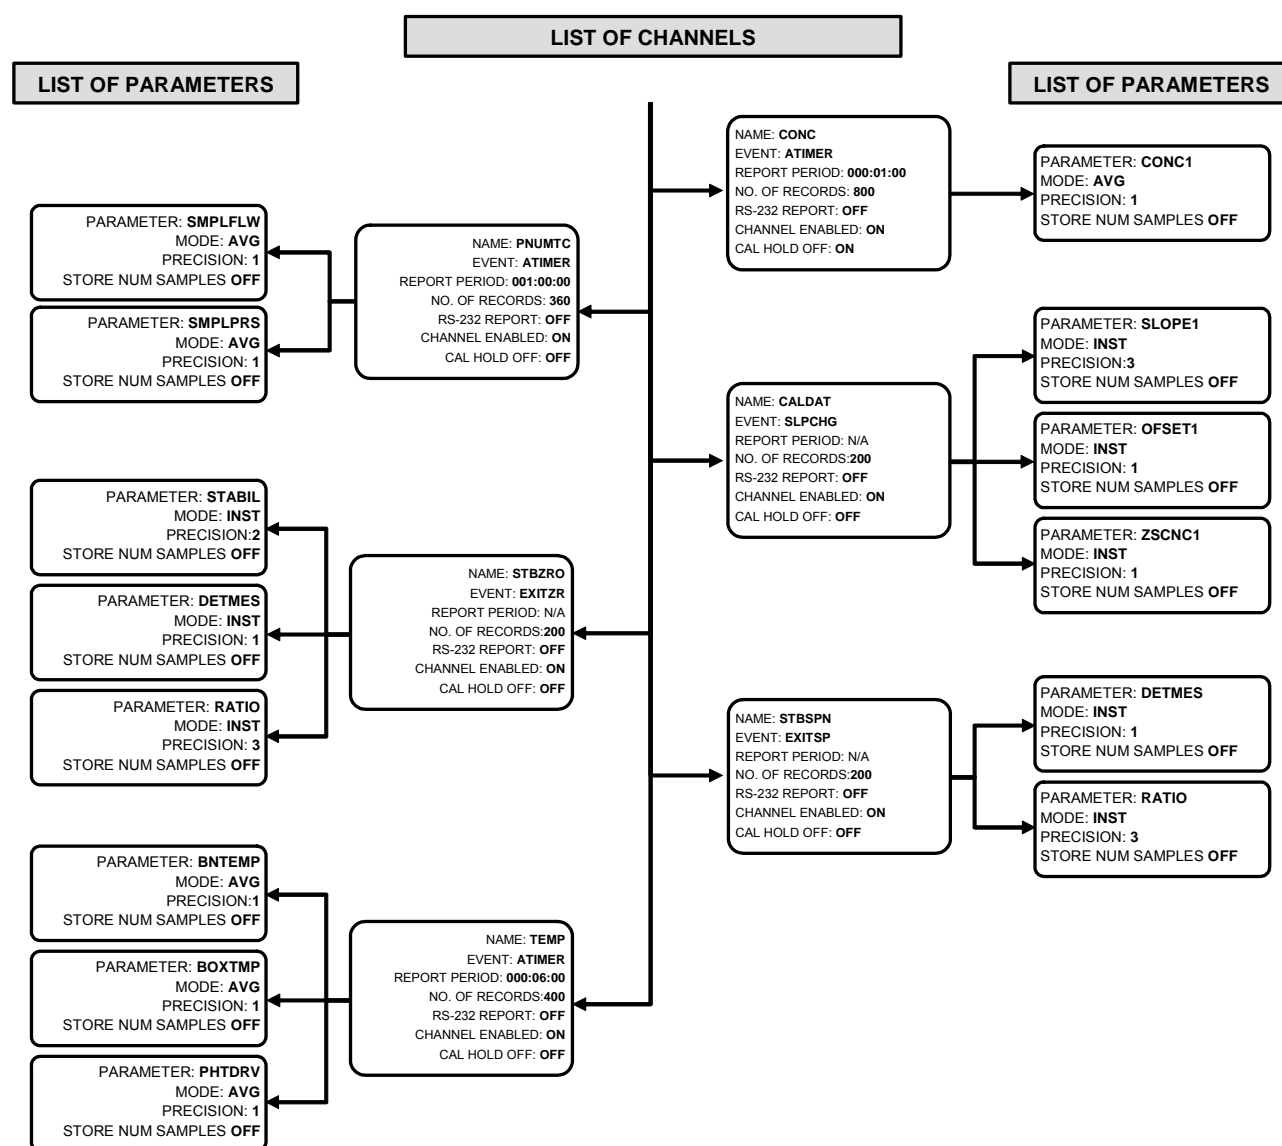 LIST OF CHANNELS
LIST OF PARAMETERS
LIST OF PARAMETERS
PARAMETER: SMPLFLW
MODE: AVG
PRECISION: 1
STORE NUM SAMPLES OFF
PARAMETER: SMPLPRS
MODE: AVG
PRECISION: 1
STORE NUM SAMPLES OFF
NAME: PNUMTC
EVENT: ATIMER
REPORT PERIOD: 001:00:00
NO. OF RECORDS: 360
RS-232 REPORT: OFF
CHANNEL ENABLED: ON
CAL HOLD OFF: OFF
NAME: CONC
EVENT: ATIMER
REPORT PERIOD: 000:01:00
NO. OF RECORDS: 800
RS-232 REPORT: OFF
CHANNEL ENABLED: ON
CAL HOLD OFF: ON
PARAMETER: CONC1
MODE: AVG
PRECISION: 1
STORE NUM SAMPLES OFF
NAME: CALDAT
EVENT: SLPCHG
REPORT PERIOD: N/A
NO. OF RECORDS:200
RS-232 REPORT: OFF
CHANNEL ENABLED: ON
CAL HOLD OFF: OFF
PARAMETER: SLOPE1
MODE: INST
PRECISION:3
STORE NUM SAMPLES OFF
PARAMETER: OFSET1
MODE: INST
PRECISION: 1
STORE NUM SAMPLES OFF
PARAMETER: ZSCNC1
MODE: INST
PRECISION: 1
STORE NUM SAMPLES OFF
PARAMETER: STABIL
MODE: INST
PRECISION:2
STORE NUM SAMPLES OFF
PARAMETER: DETMES
MODE: INST
PRECISION: 1
STORE NUM SAMPLES OFF
PARAMETER: RATIO
MODE: INST
PRECISION: 3
STORE NUM SAMPLES OFF
NAME: STBZRO
EVENT: EXITZR
REPORT PERIOD: N/A
NO. OF RECORDS:200
RS-232 REPORT: OFF
CHANNEL ENABLED: ON
CAL HOLD OFF: OFF
NAME: STBSPN
EVENT: EXITSP
REPORT PERIOD: N/A
NO. OF RECORDS:200
RS-232 REPORT: OFF
CHANNEL ENABLED: ON
CAL HOLD OFF: OFF
PARAMETER: DETMES
MODE: INST
PRECISION: 1
STORE NUM SAMPLES OFF
PARAMETER: RATIO
MODE: INST
PRECISION: 3
STORE NUM SAMPLES OFF
PARAMETER: BNTEMP
MODE: AVG
PRECISION:1
STORE NUM SAMPLES OFF
PARAMETER: BOXTMP
MODE: AVG
PRECISION: 1
STORE NUM SAMPLES OFF
PARAMETER: PHTDRV
MODE: AVG
PRECISION: 1
STORE NUM SAMPLES OFF
NAME: TEMP
EVENT: ATIMER
REPORT PERIOD: 000:06:00
NO. OF RECORDS:400
RS-232 REPORT: OFF
CHANNEL ENABLED: ON
CAL HOLD OFF: OFF